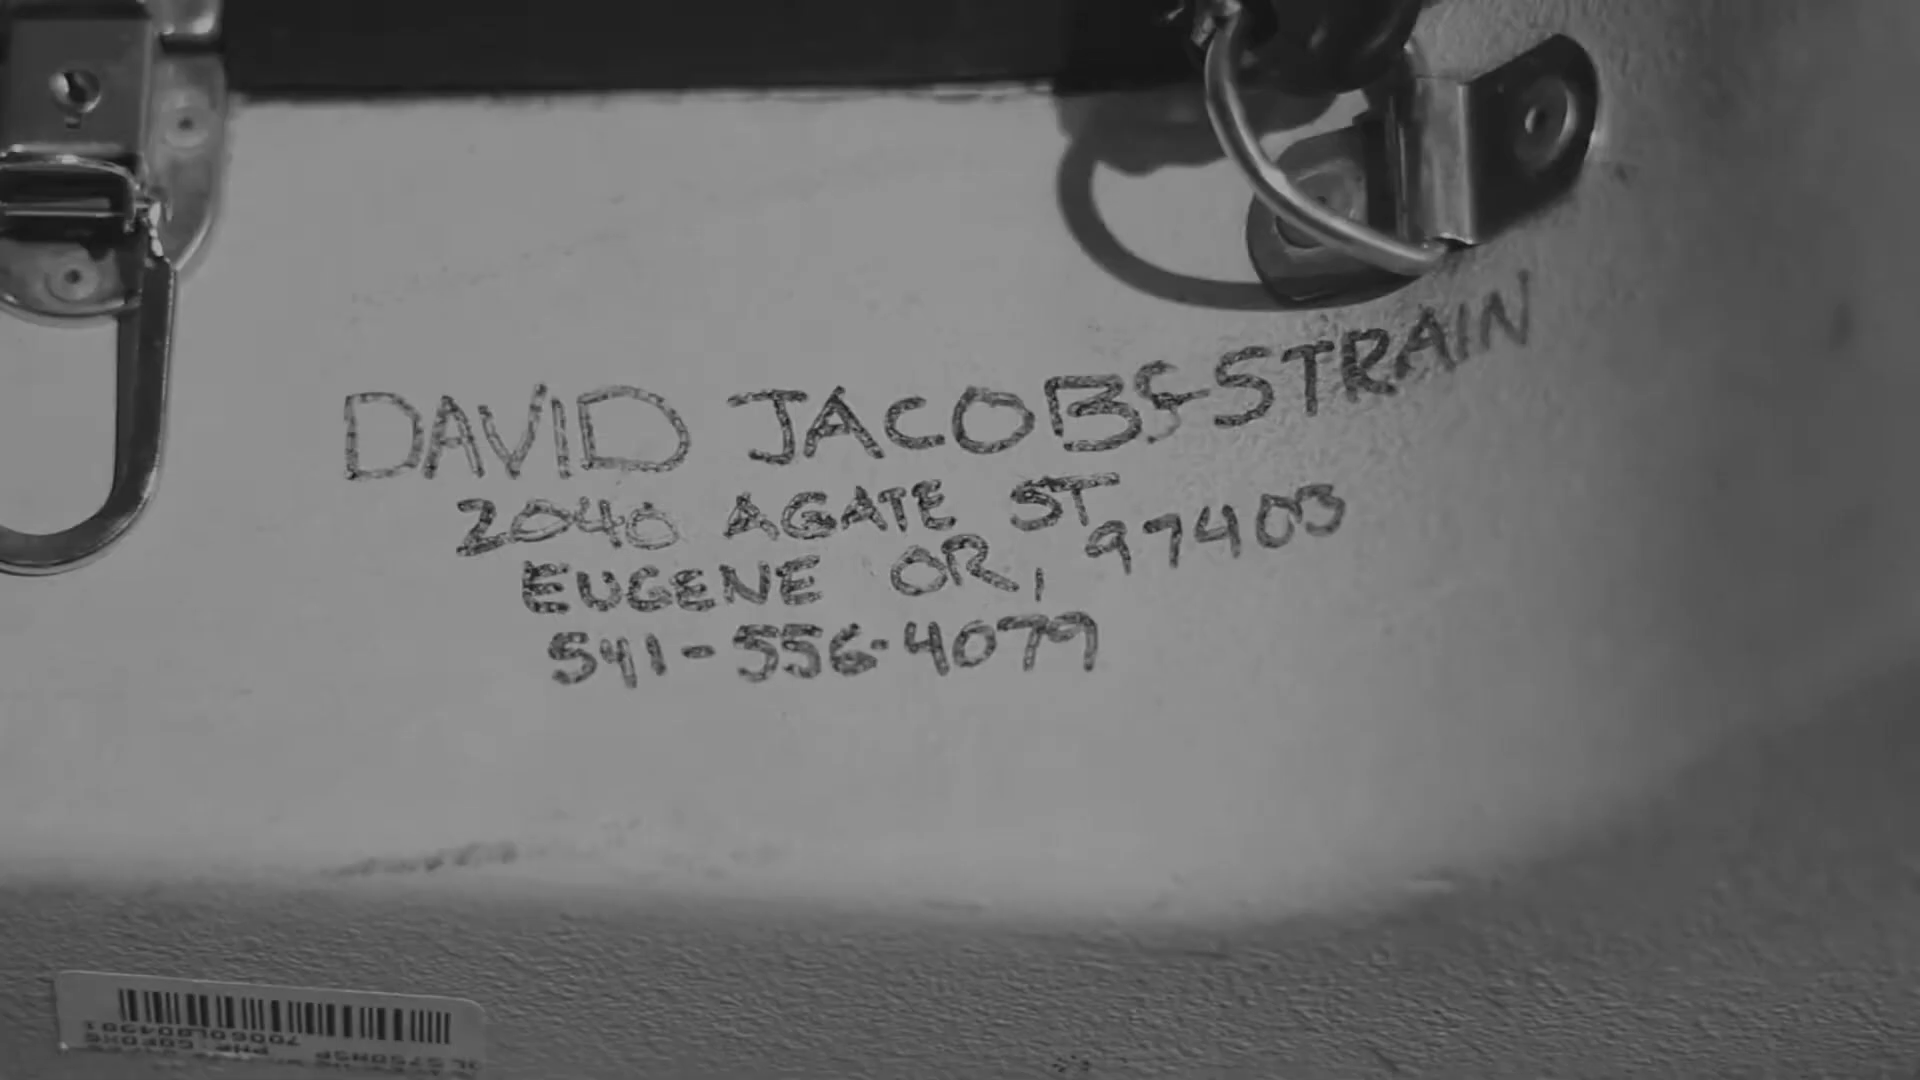 DAVID JACOBS-STRAIN
2040 AGATE ST
EUGENE OR, 97403
541-556-4079